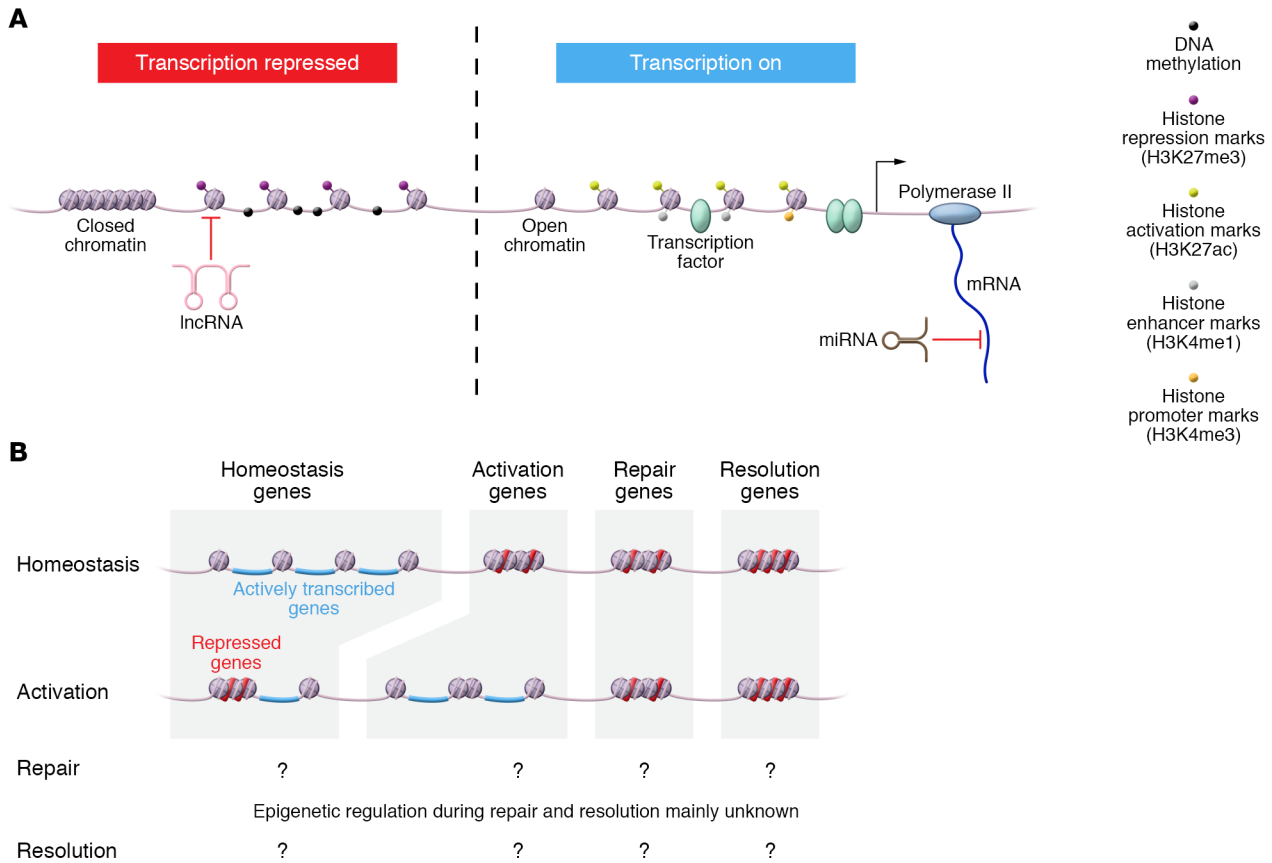 A
Transcription repressed
Transcription on
DNA
methylation
Histone
repression marks
(H3K27me3)
Histone
activation marks
(H3K27ac)
Histone
enhancer marks
(H3K4me1)
Histone
promoter marks
(H3K4me3)
Closed
chromatin
lncRNA
Open
chromatin
Transcription
factor
Polymerase II
mRNA
miRNA
B
Homeostasis
genes
Activation
genes
Repair
genes
Resolution
genes
Homeostasis
Actively transcribed
genes
Repressed
genes
Activation
Repair ? ? ? ?
Epigenetic regulation during repair and resolution mainly unknown
Resolution ? ? ? ?